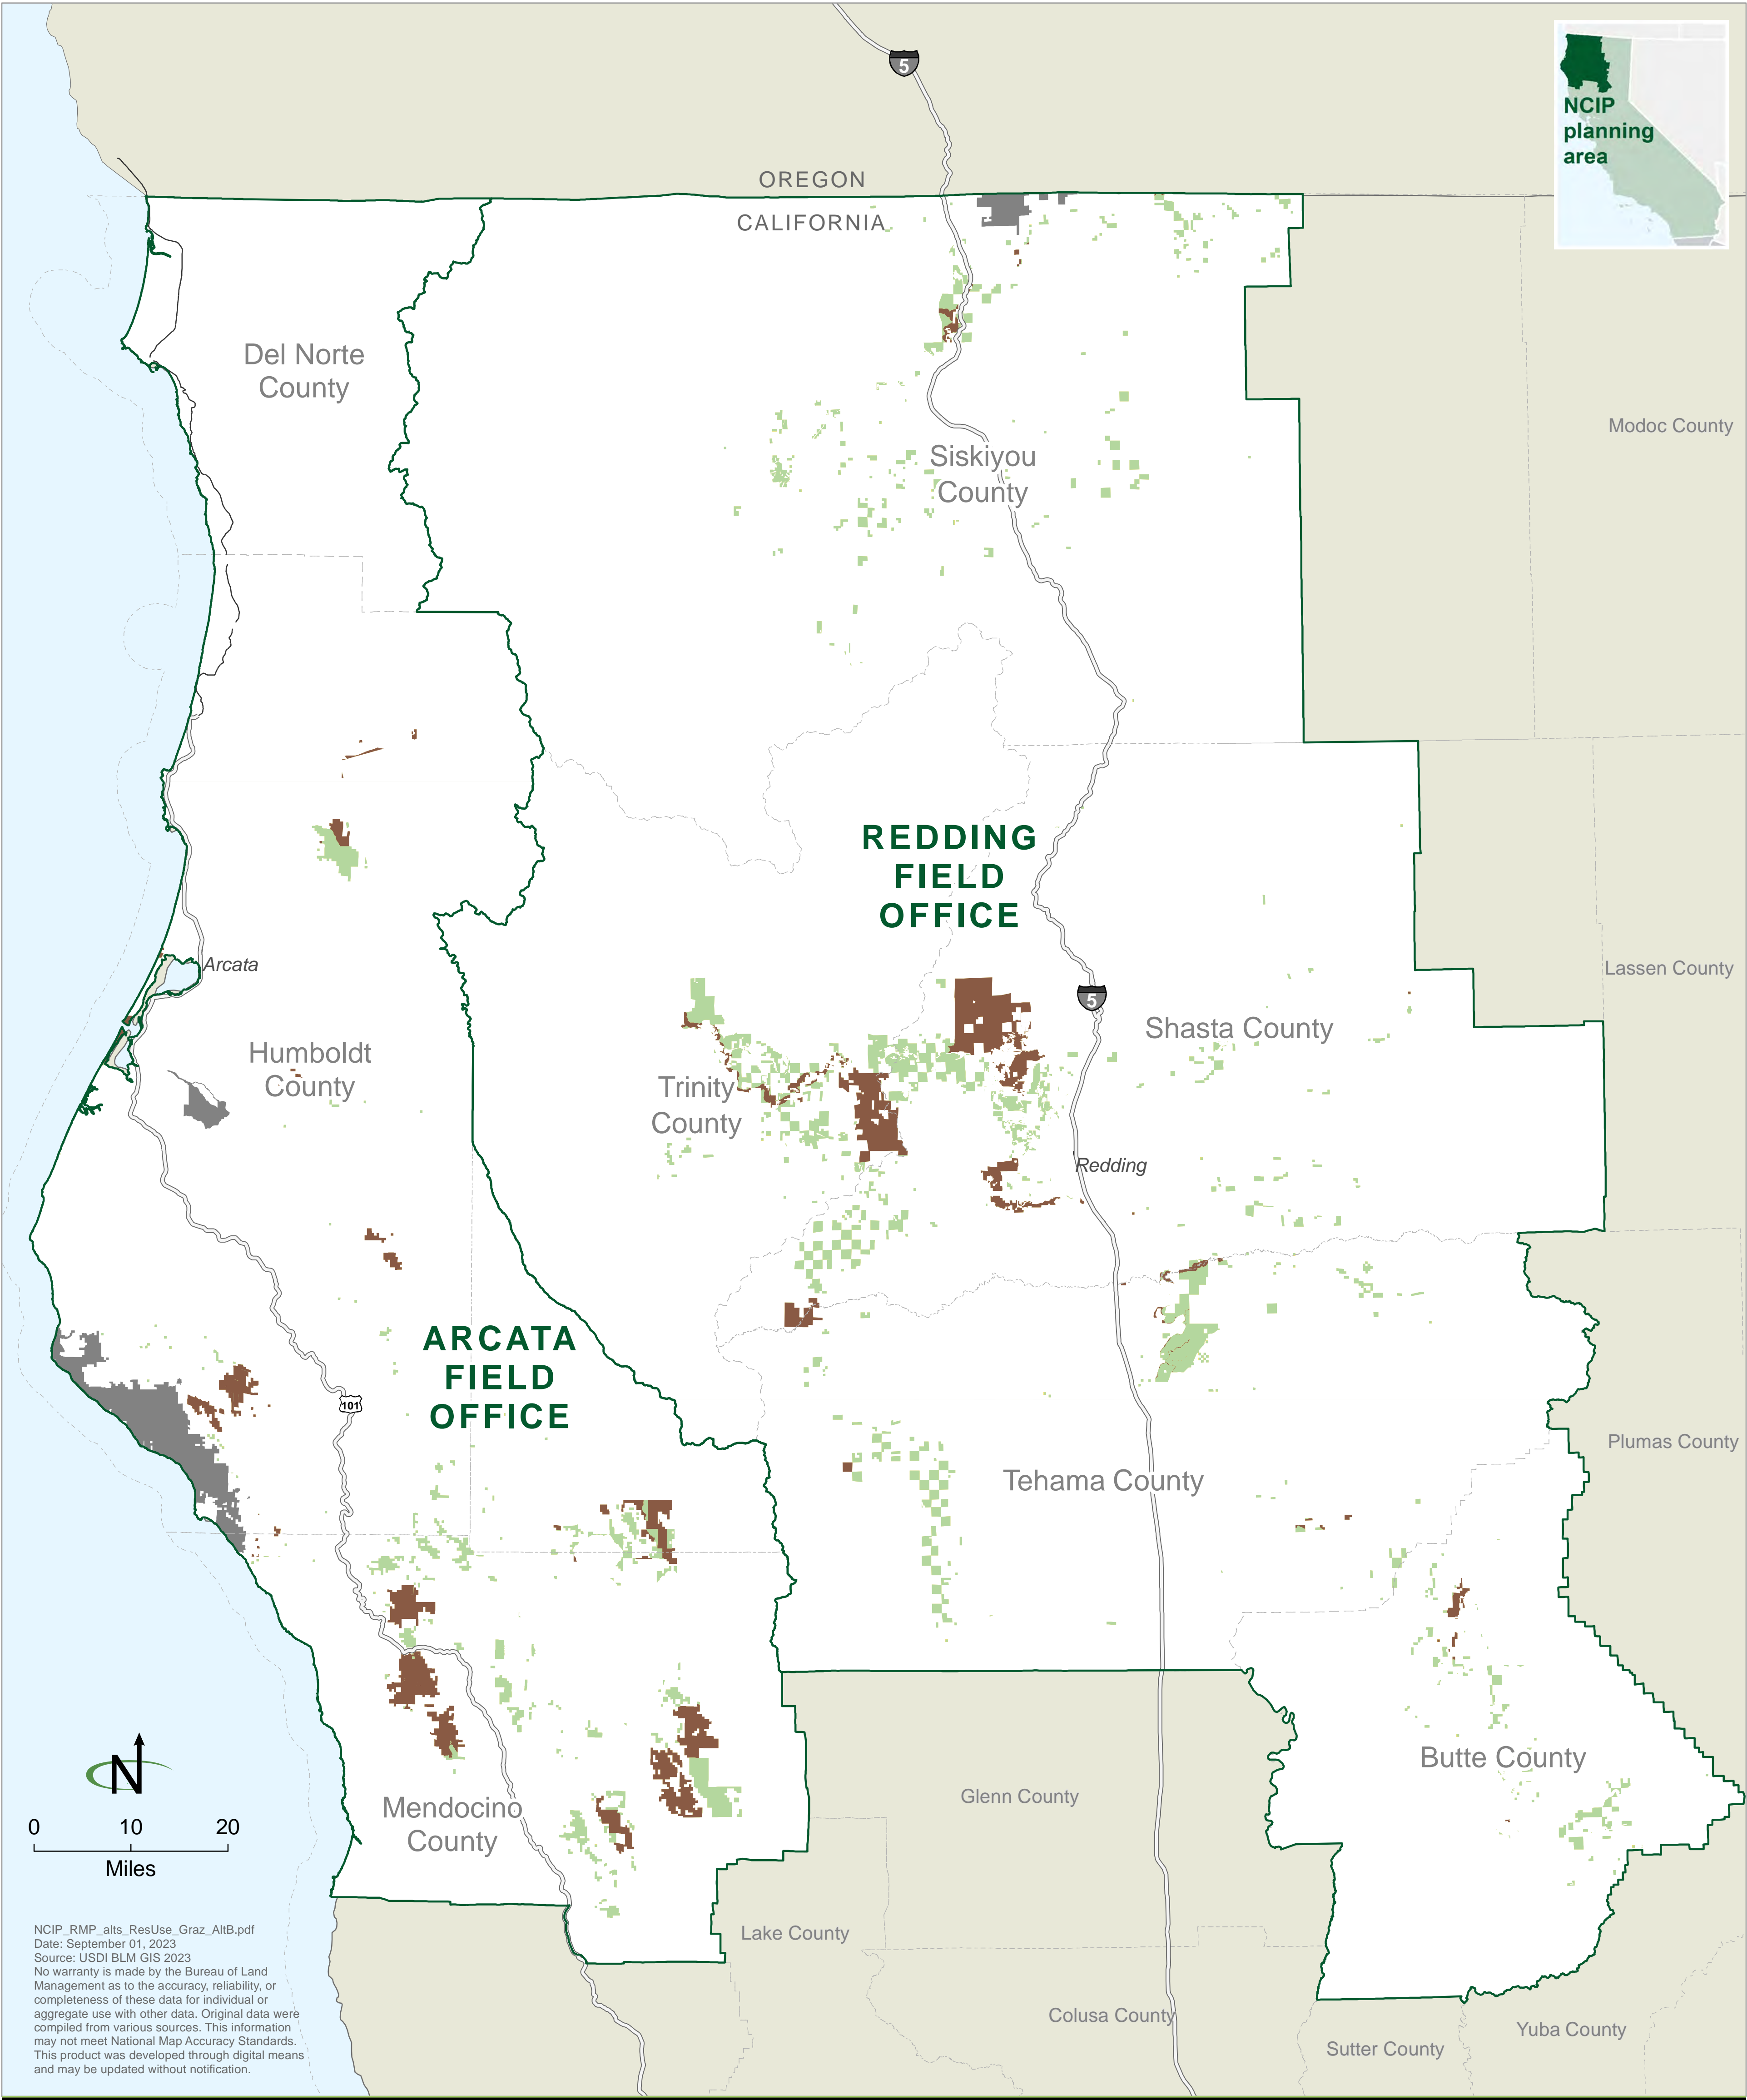 5
NCIP
planning
area
OREGON
CALIFORNIA
Del Norte
County
Modoc County
Siskiyou
County
REDDING
FIELD
OFFICE
Arcata
Lassen County
5
Shasta County
Humboldt
County
Trinity
County
Redding
ARCATA
FIELD
OFFICE
101
Plumas County
Tehama County
Butte County
N
Glenn County
Mendocino
County
0 10 20
Miles
Lake County
NCIP_RMP_alts_ResUse_Graz_AltB.pdf
Date: September 01, 2023
Source: USDI BLM GIS 2023
No warranty is made by the Bureau of Land
Management as to the accuracy, reliability, or
completeness of these data for individual or
aggregate use with other data. Original data were
compiled from various sources. This information
may not meet National Map Accuracy Standards.
This product was developed through digital means
and may be updated without notification.
Colusa County
Yuba County
Sutter County